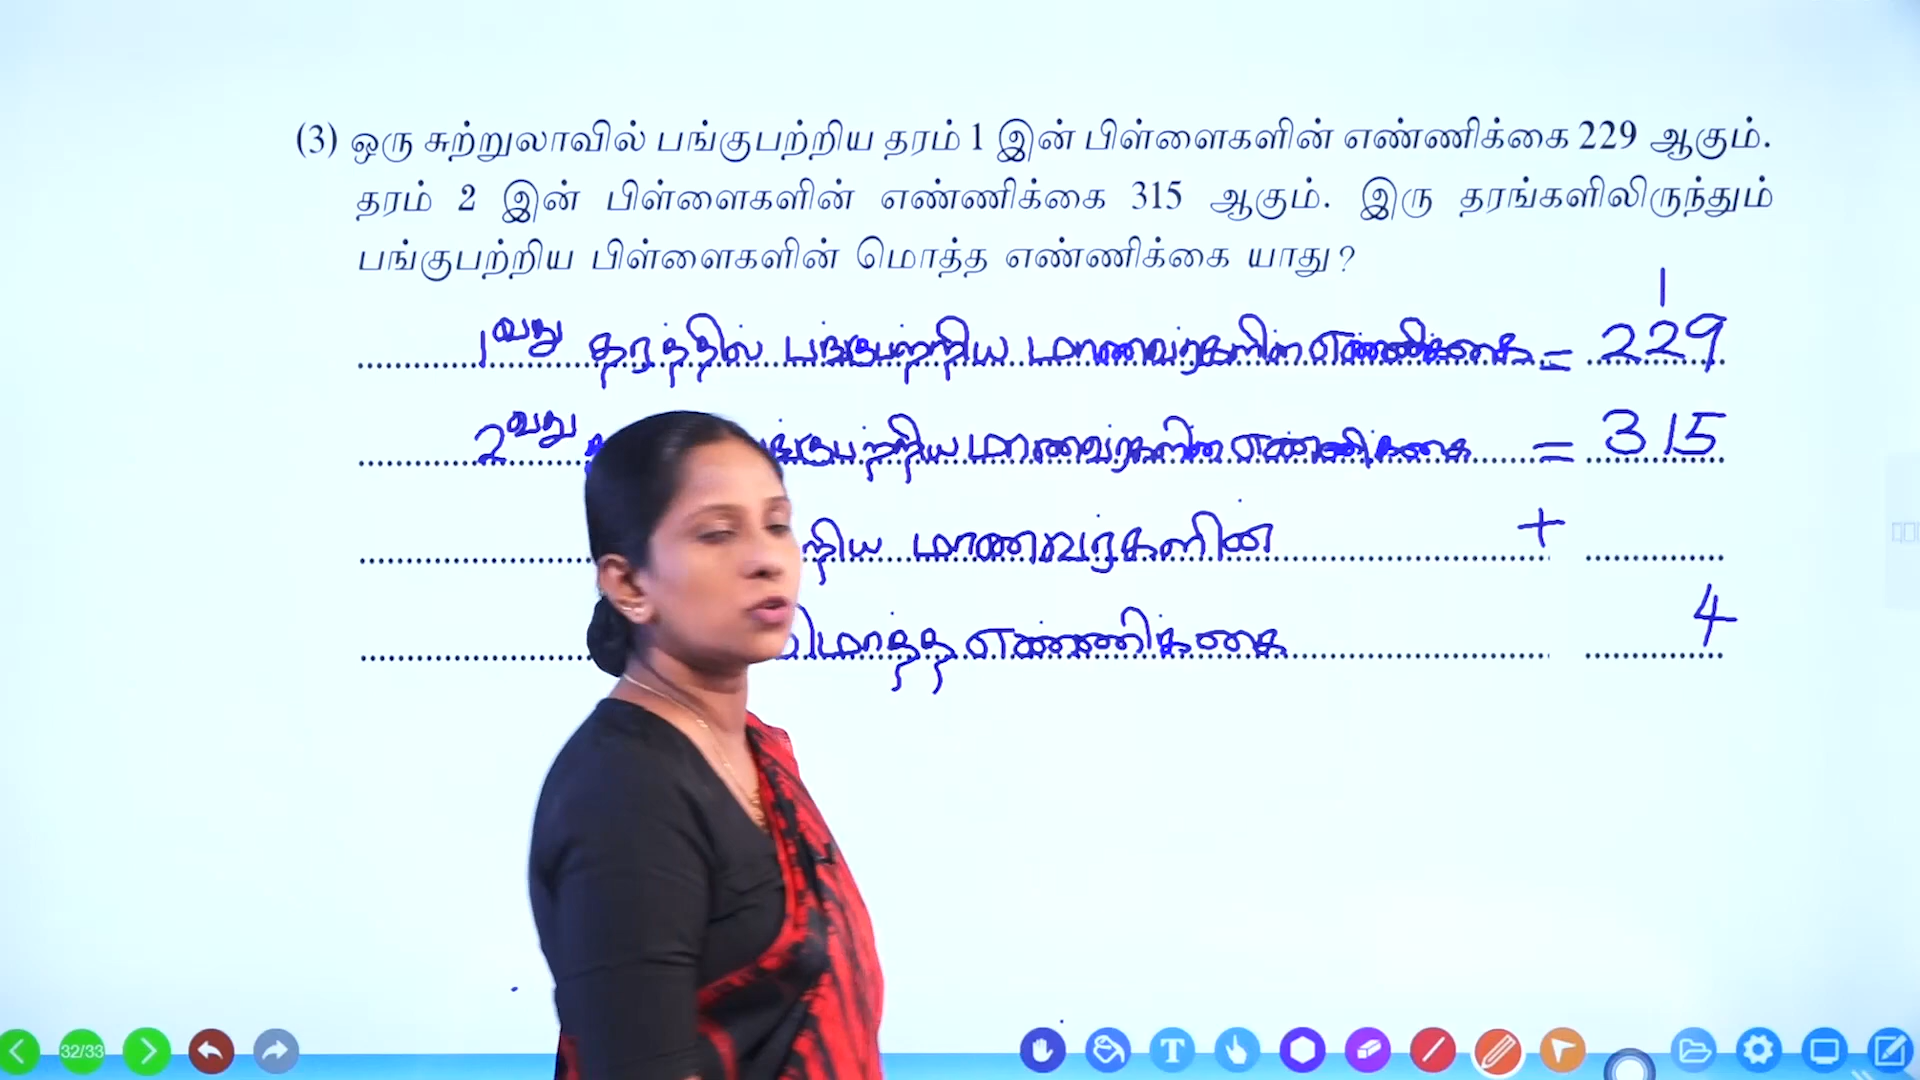 (3) ஒரு சுற்றுலாவில் பங்குபற்றிய தரம் 1 இன் பிள்ளைகளின் எண்ணிக்கை 229 ஆகும்.
தரம் 2 இன் பிள்ளைகளின் எண்ணிக்கை 315 ஆகும். இரு தரங்களிலிருந்தும்
பங்குபற்றிய பிள்ளைகளின் மொத்த எண்ணிக்கை யாது?
1
1வது தரத்தில் பங்குபற்றிய மாணவர்களின் எண்ணிக்கை = 229
2வது பங்குபற்றிய மாணவர்களின் எண்ணிக்கை = 315
றிய மாணவர்களின் +
மொத்த எண்ணிக்கை 4
32/33
T